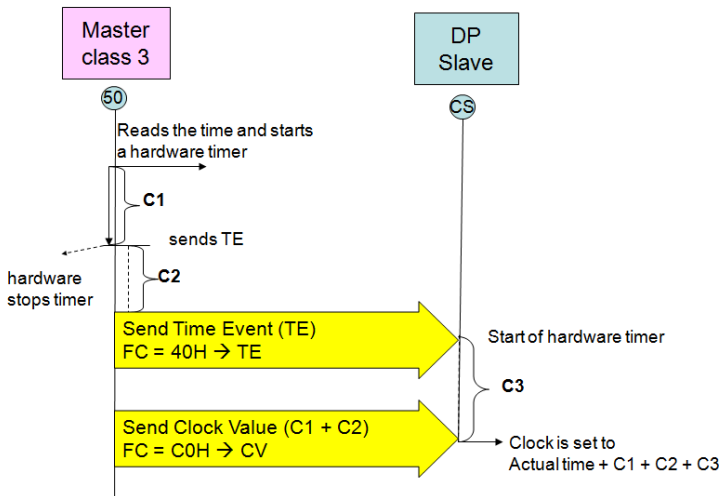 Master
class 3
DP
Slave
50
CS
Reads the time and starts
a hardware timer
C1
sends TE
C2
hardware
stops timer
Send Time Event (TE)
FC = 40H → TE
Start of hardware timer
C3
Send Clock Value (C1 + C2)
FC = C0H → CV
Clock is set to
Actual time + C1 + C2 + C3